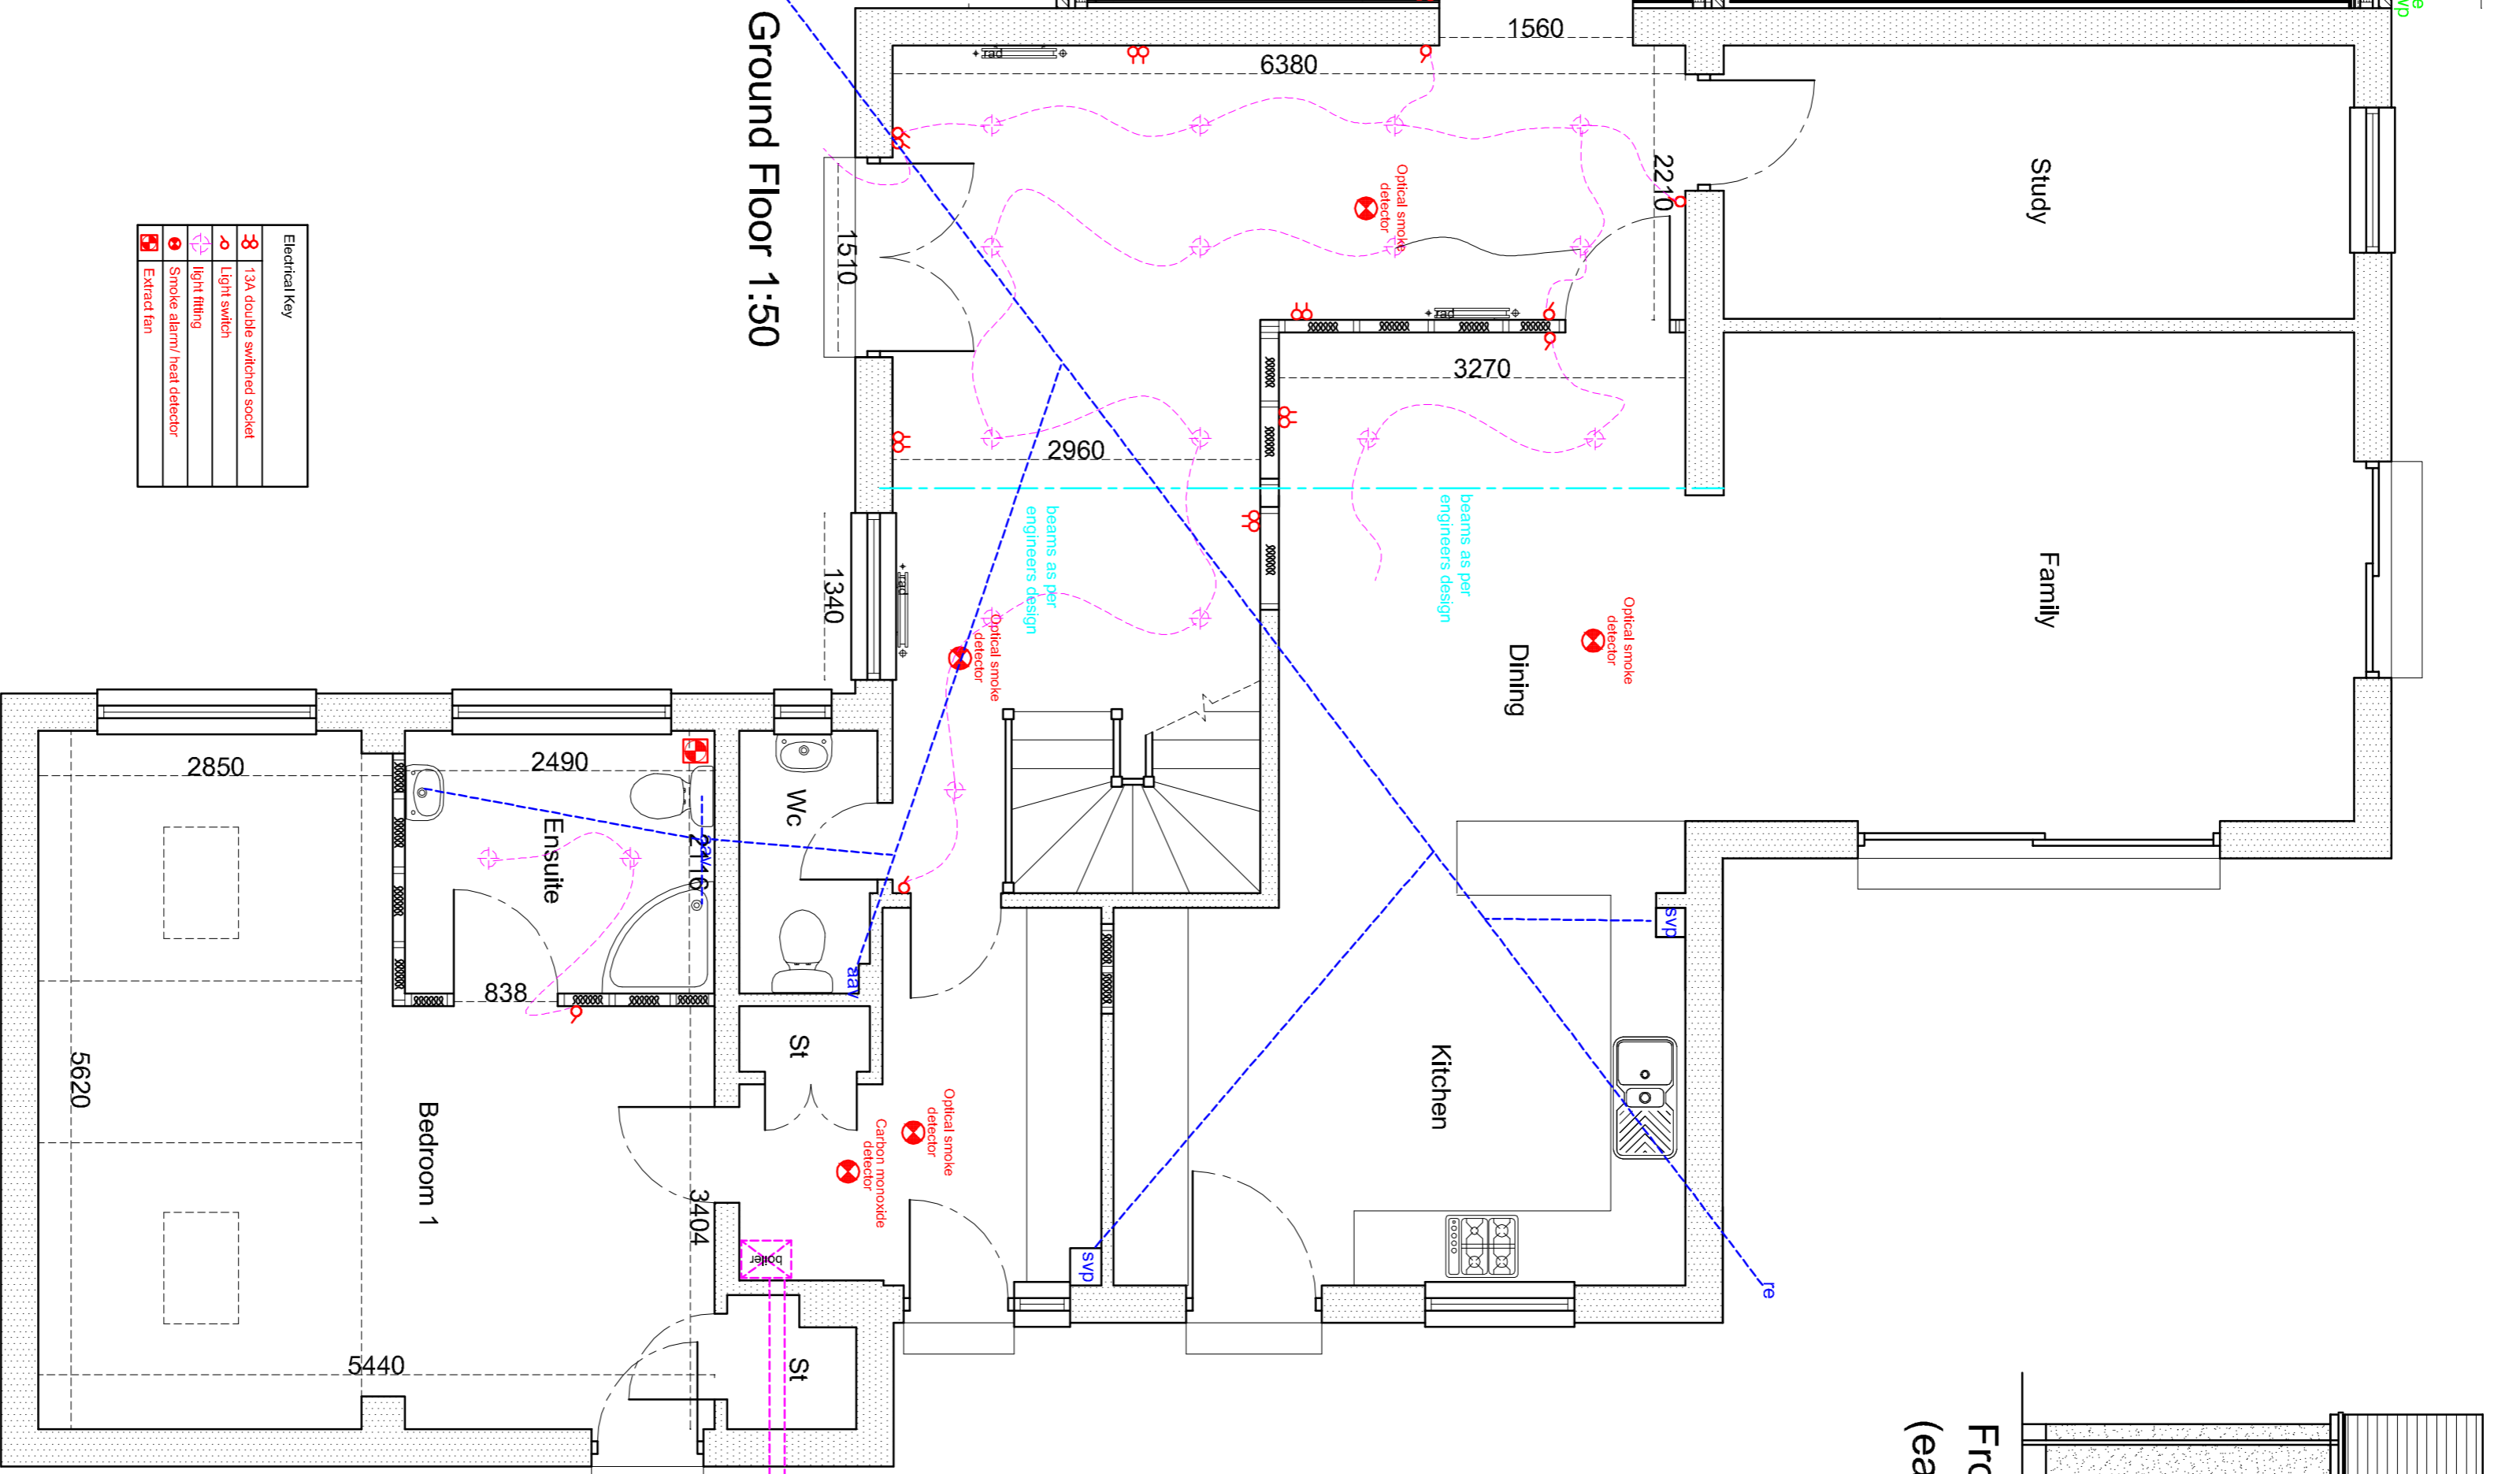 Ground Floor 1:50
Study
Family
Dining
Kitchen
Wc
Ensuite
Bedroom 1
St
St
1560
6380
2210
1510
3270
2960
1340
2850
2490
2116
838
5620
3404
5440
rad
rad
rad
Optical smoke
detector
Optical smoke
detector
Optical smoke
detector
Optical smoke
detector
Carbon monoxide
detector
beams as per
engineers design
beams as per
engineers design
svp
svp
aav
re
boiler
Electrical Key
13A double switched socket
Light switch
light fitting
Smoke alarm/ heat detector
Extract fan